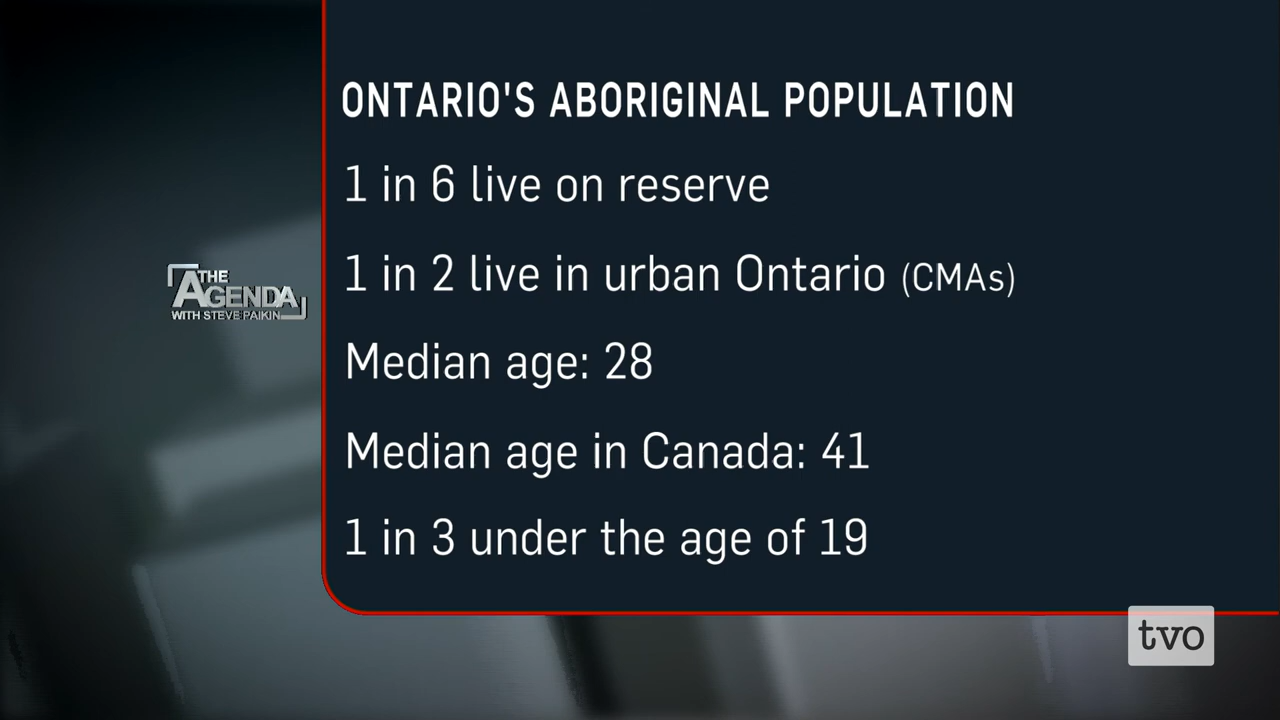 ONTARIO'S ABORIGINAL POPULATION
1 in 6 live on reserve
THE
AGENDA
WITH STEVE PAIKIN
1 in 2 live in urban Ontario (CMAs)
Median age: 28
Median age in Canada: 41
1 in 3 under the age of 19
tvo